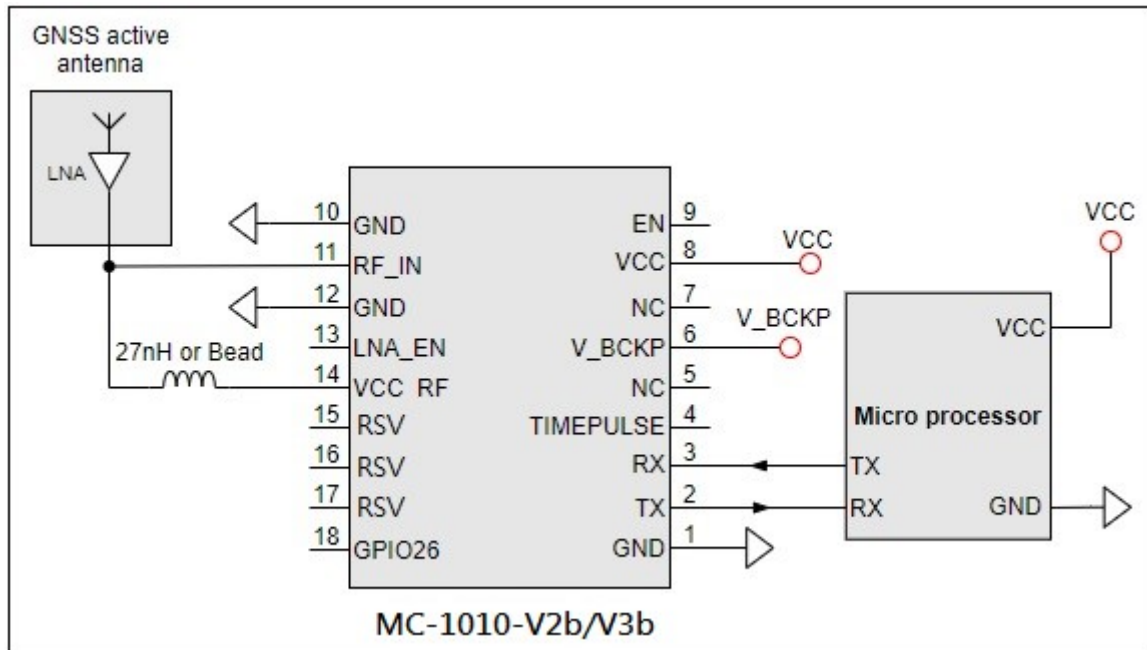 GNSS active
antenna
LNA
27nH or Bead
10 GND
11 RF_IN
12 GND
13 LNA_EN
14 VCC_RF
15 RSV
16 RSV
17 RSV
18 GPIO26
EN 9
VCC 8
VCC
NC 7
V_BCKP 6
V_BCKP
NC 5
TIMEPULSE 4
RX 3
TX 2
GND 1
VCC
VCC
Micro processor
TX
RX
GND
MC-1010-V2b/V3b